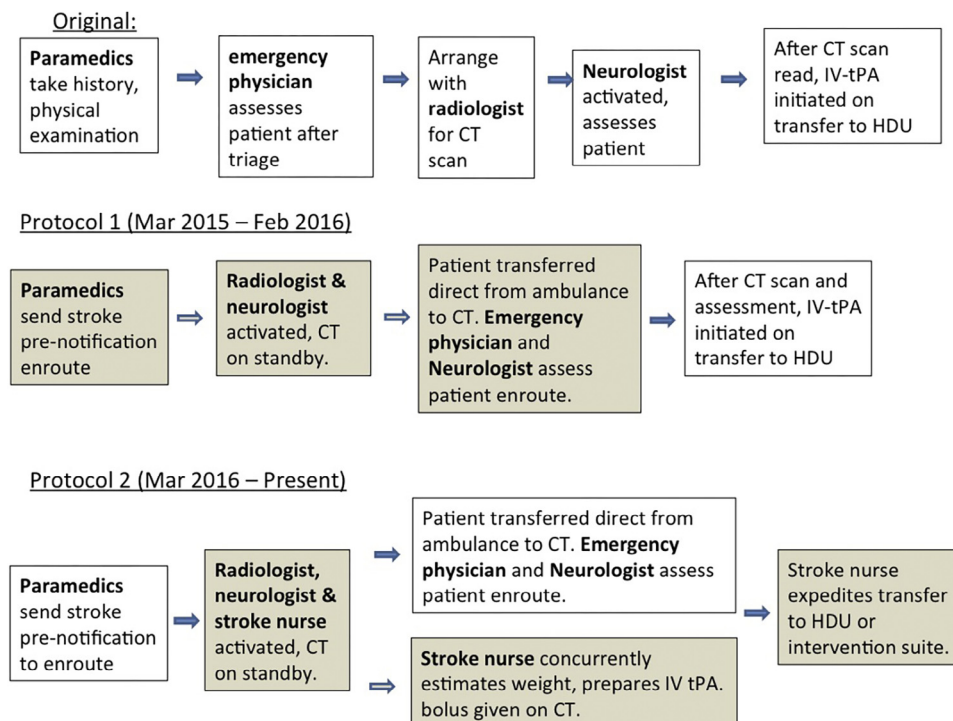 Original:
Paramedics
take history,
physical
examination
emergency
physician
assesses
patient after
triage
Arrange
with
radiologist
for CT
scan
Neurologist
activated,
assesses
patient
After CT scan
read, IV-tPA
initiated on
transfer to HDU
Protocol 1 (Mar 2015 – Feb 2016)
Paramedics
send stroke
pre-notification
enroute
Radiologist &
neurologist
activated, CT
on standby.
Patient transferred
direct from ambulance
to CT. Emergency
physician and
Neurologist assess
patient enroute.
After CT scan and
assessment, IV-tPA
initiated on
transfer to HDU
Protocol 2 (Mar 2016 – Present)
Paramedics
send stroke
pre-notification
to enroute
Radiologist,
neurologist &
stroke nurse
activated, CT
on standby.
Patient transferred direct from
ambulance to CT. Emergency
physician and Neurologist assess
patient enroute.
Stroke nurse concurrently
estimates weight, prepares IV tPA.
bolus given on CT.
Stroke nurse
expedites transfer
to HDU or
intervention suite.